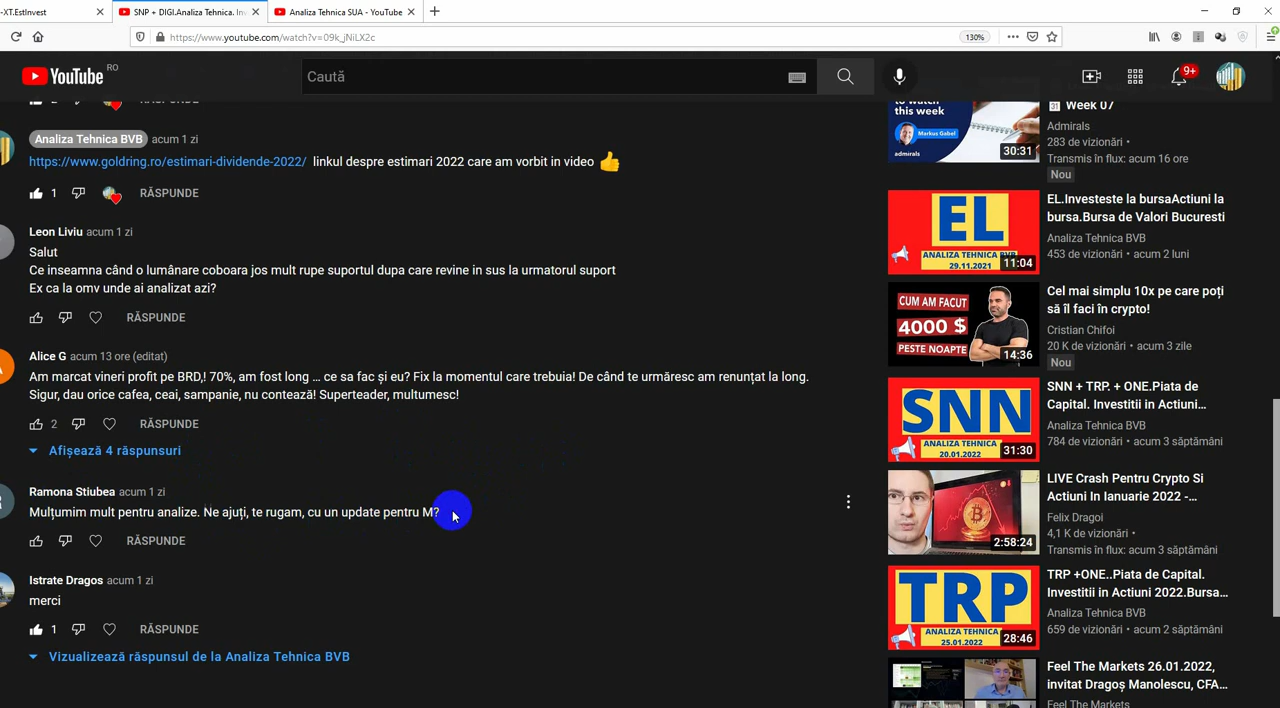 -XT.EstInvest
SNP + DIGI.Analiza Tehnica. Inv
Analiza Tehnica SUA - YouTube
https://www.youtube.com/watch?v=09k_jNiLX2c
130%
YouTube
RO
Caută
9+
RĂSPUNDE
Analiza Tehnica BVB acum 1 zi
https://www.goldring.ro/estimari-dividende-2022/ linkul despre estimari 2022 care am vorbit in video 👍
1 RĂSPUNDE
Leon Liviu acum 1 zi
Salut
Ce inseamna când o lumânare coboara jos mult rupe suportul dupa care revine in sus la urmatorul suport
Ex ca la omv unde ai analizat azi?
RĂSPUNDE
Alice G acum 13 ore (editat)
Am marcat vineri profit pe BRD,! 70%, am fost long … ce sa fac și eu? Fix la momentul care trebuia! De când te urmăresc am renunțat la long.
Sigur, dau orice cafea, ceai, sampanie, nu contează! Superteader, multumesc!
2 RĂSPUNDE
Afișează 4 răspunsuri
Ramona Stiubea acum 1 zi
Mulțumim mult pentru analize. Ne ajuți, te rugam, cu un update pentru M?
RĂSPUNDE
Istrate Dragos acum 1 zi
merci
1 RĂSPUNDE
Vizualizează răspunsul de la Analiza Tehnica BVB
to watch
this week
Markus Gabel
admirals
30:31
Week 07
Admirals
283 de vizionări •
Transmis în flux: acum 16 ore
Nou
EL
ANALIZA TEHNICA BVB
29.11.2021
11:04
EL.Investeste la bursaActiuni la
bursa.Bursa de Valori Bucuresti
Analiza Tehnica BVB
453 de vizionări • acum 2 luni
CUM AM FACUT
4000 $
PESTE NOAPTE
14:36
Cel mai simplu 10x pe care poți
să îl faci în crypto!
Cristian Chifoi
20 K de vizionări • acum 3 zile
Nou
SNN
ANALIZA TEHNICA BVB
20.01.2022
31:30
SNN + TRP. + ONE.Piata de
Capital. Investitii in Actiuni...
Analiza Tehnica BVB
784 de vizionări • acum 3 săptămâni
2:58:24
LIVE Crash Pentru Crypto Si
Actiuni In Ianuarie 2022 -...
Felix Dragoi
4,1 K de vizionări •
Transmis în flux: acum 3 săptămâni
TRP
ANALIZA TEHNICA BVB
25.01.2022
28:46
TRP +ONE..Piata de Capital.
Investitii in Actiuni 2022.Bursa...
Analiza Tehnica BVB
659 de vizionări • acum 2 săptămâni
Feel The Markets 26.01.2022,
invitat Dragoș Manolescu, CFA...
Feel The Markets